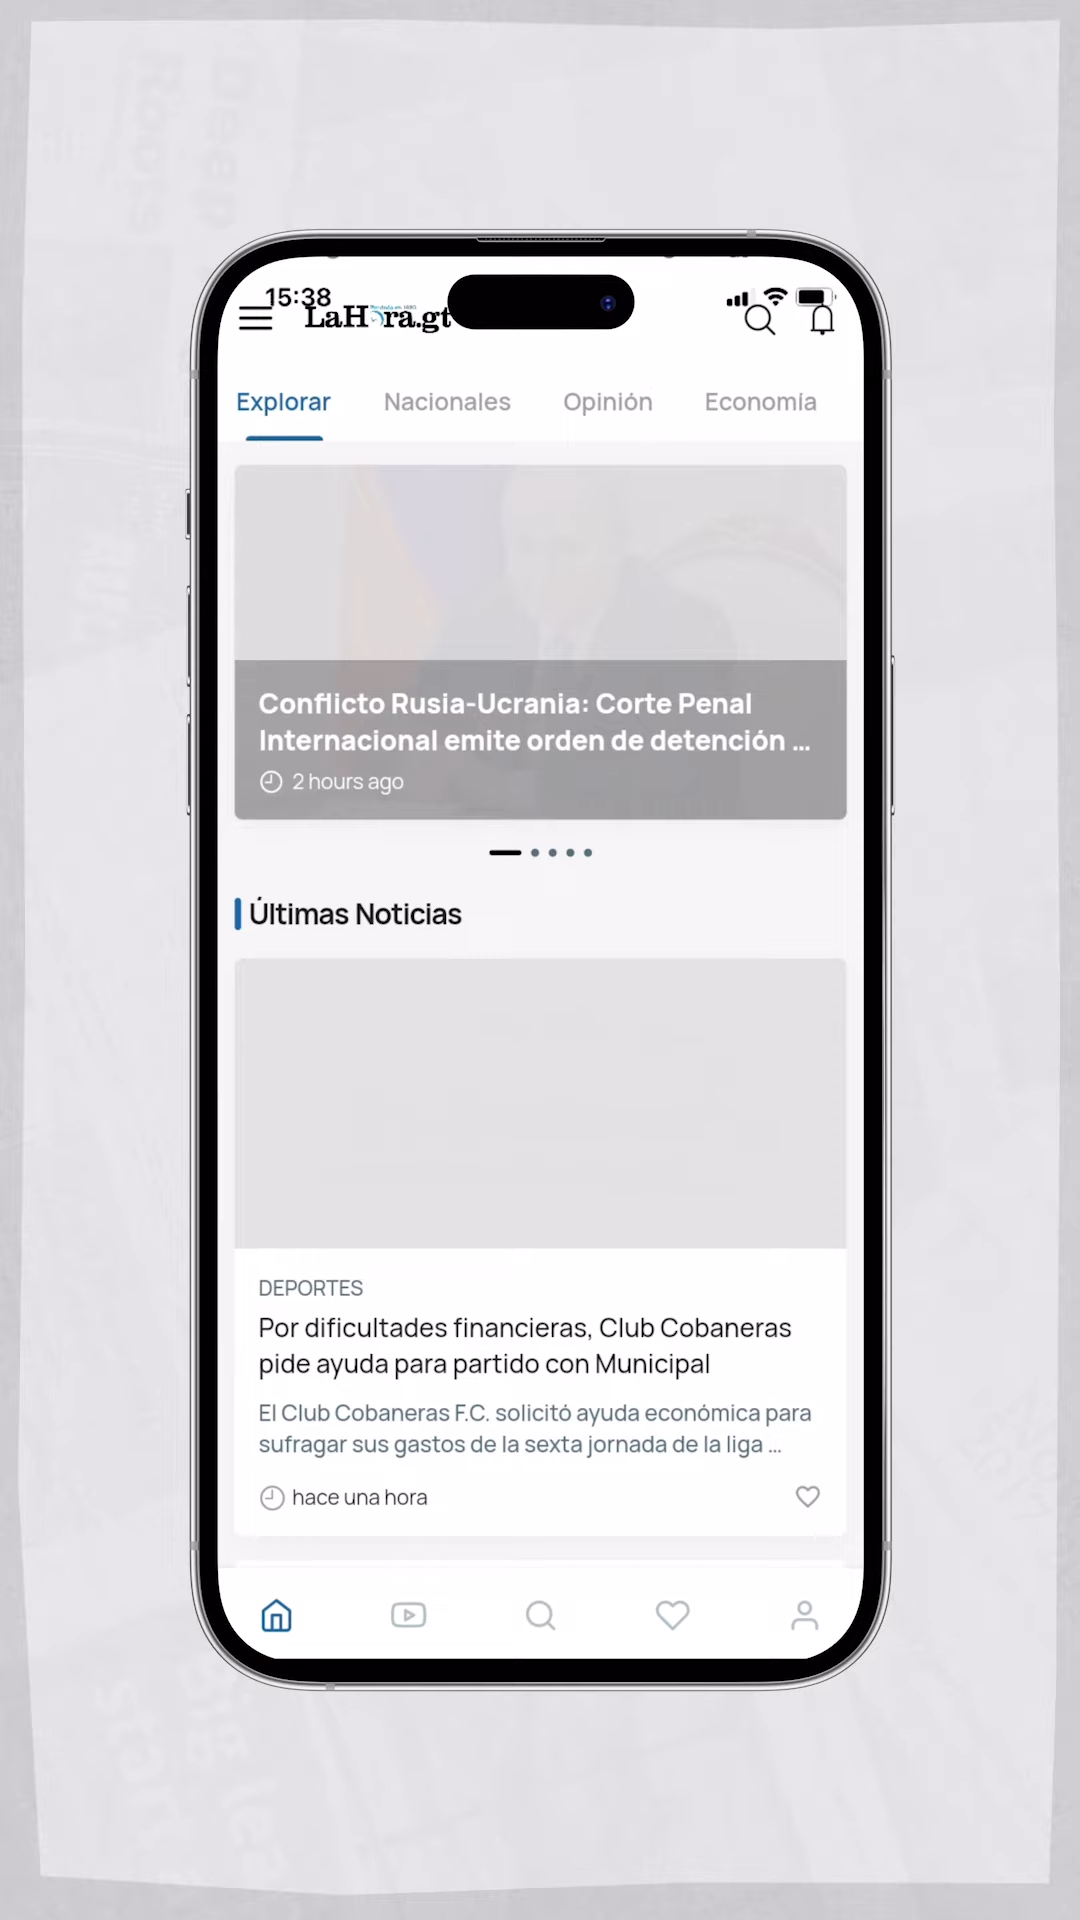 15:38
LaHora.gt
Explorar Nacionales Opinión Economía
Conflicto Rusia-Ucrania: Corte Penal
Internacional emite orden de detención ...
2 hours ago
Últimas Noticias
DEPORTES
Por dificultades financieras, Club Cobaneras
pide ayuda para partido con Municipal
El Club Cobaneras F.C. solicitó ayuda económica para
sufragar sus gastos de la sexta jornada de la liga ...
hace una hora